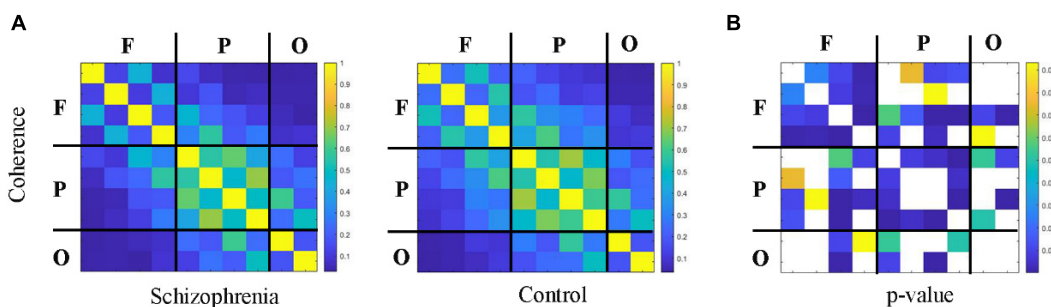 A
B
F P O
F P O
F P O
Coherence
F
P
O
1
0.9
0.8
0.7
0.6
0.5
0.4
0.3
0.2
0.1
F
P
O
1
0.9
0.8
0.7
0.6
0.5
0.4
0.3
0.2
0.1
F
P
O
Schizophrenia
Control
p-value